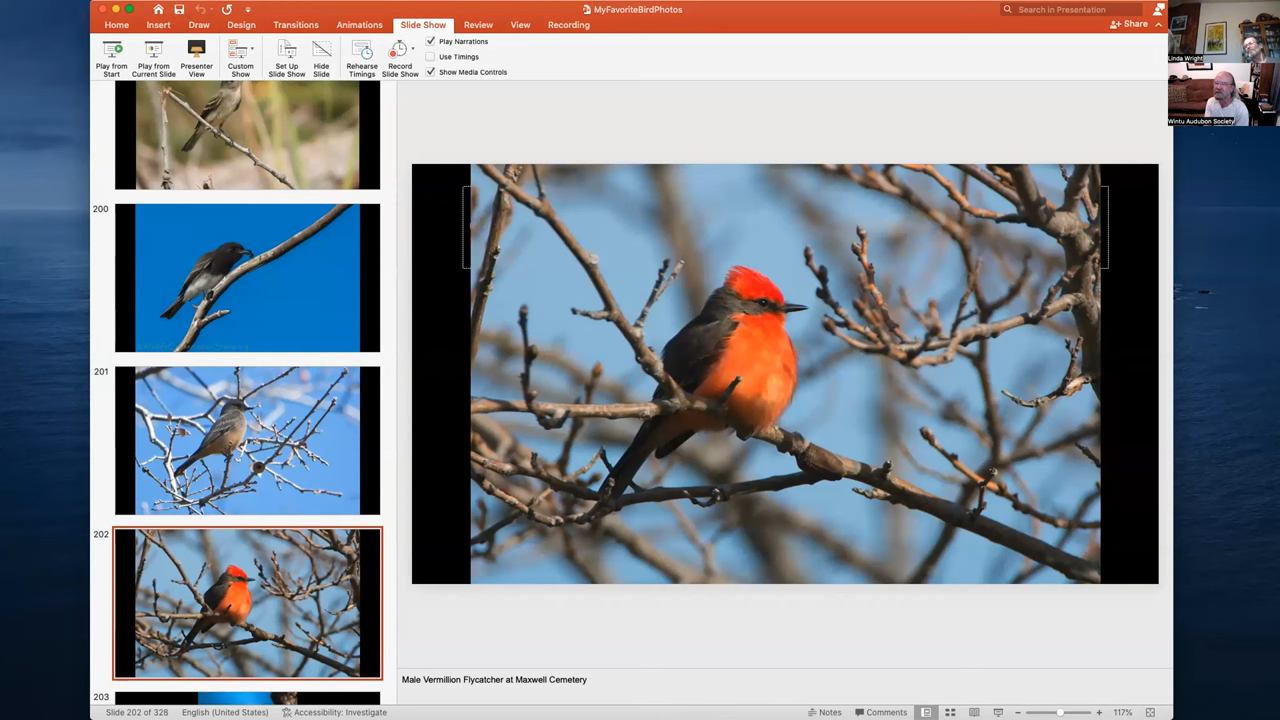 MyFavoriteBirdPhotos
Search in Presentation
Home Insert Draw Design Transitions Animations Slide Show Review View Recording
Share
Play from Start
Play from Current Slide
Presenter View
Custom Show
Set Up Slide Show
Hide Slide
Rehearse Timings
Record Slide Show
Play Narrations
Use Timings
Show Media Controls
Linda Wright
Wintu Audubon Society
200
201
202
203
Male Vermillion Flycatcher at Maxwell Cemetery
Slide 202 of 328 English (United States) Accessibility: Investigate Notes Comments 117%